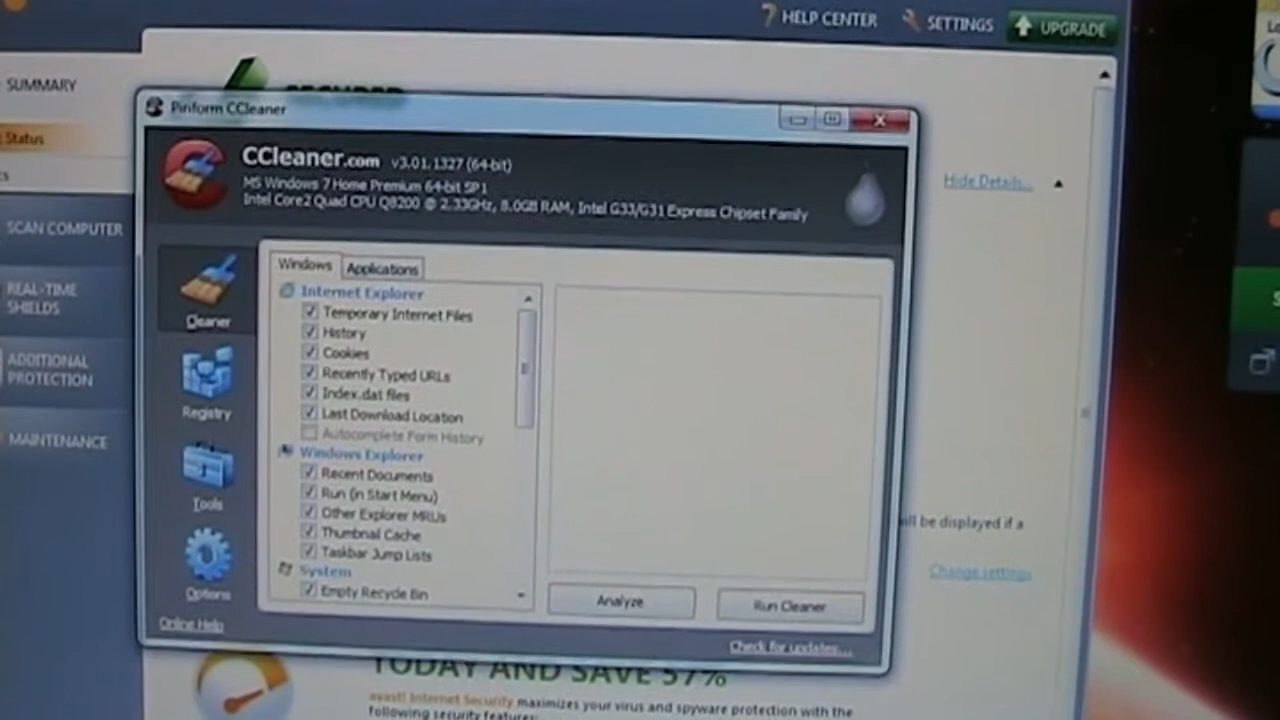 HELP CENTER
SETTINGS
UPGRADE
SUMMARY
Status
SCAN COMPUTER
REAL-TIME
SHIELDS
ADDITIONAL
PROTECTION
MAINTENANCE
SECURED
Hide Details...
Piriform CCleaner
CCleaner.com v3.01.1327 (64-bit)
MS Windows 7 Home Premium 64-bit SP1
Intel Core2 Quad CPU Q8200 @ 2.33GHz, 8.0GB RAM, Intel G33/G31 Express Chipset Family
Cleaner
Registry
Tools
Options
Windows
Applications
Internet Explorer
Temporary Internet Files
History
Cookies
Recently Typed URLs
Index.dat files
Last Download Location
Autocomplete Form History
Windows Explorer
Recent Documents
Run (in Start Menu)
Other Explorer MRUs
Thumbnail Cache
Taskbar Jump Lists
System
Empty Recycle Bin
Analyze
Run Cleaner
Online Help
Check for updates...
will be displayed if a
Change settings
TODAY AND SAVE 57%
avast! Internet Security maximizes your virus and spyware protection with the
following security features: